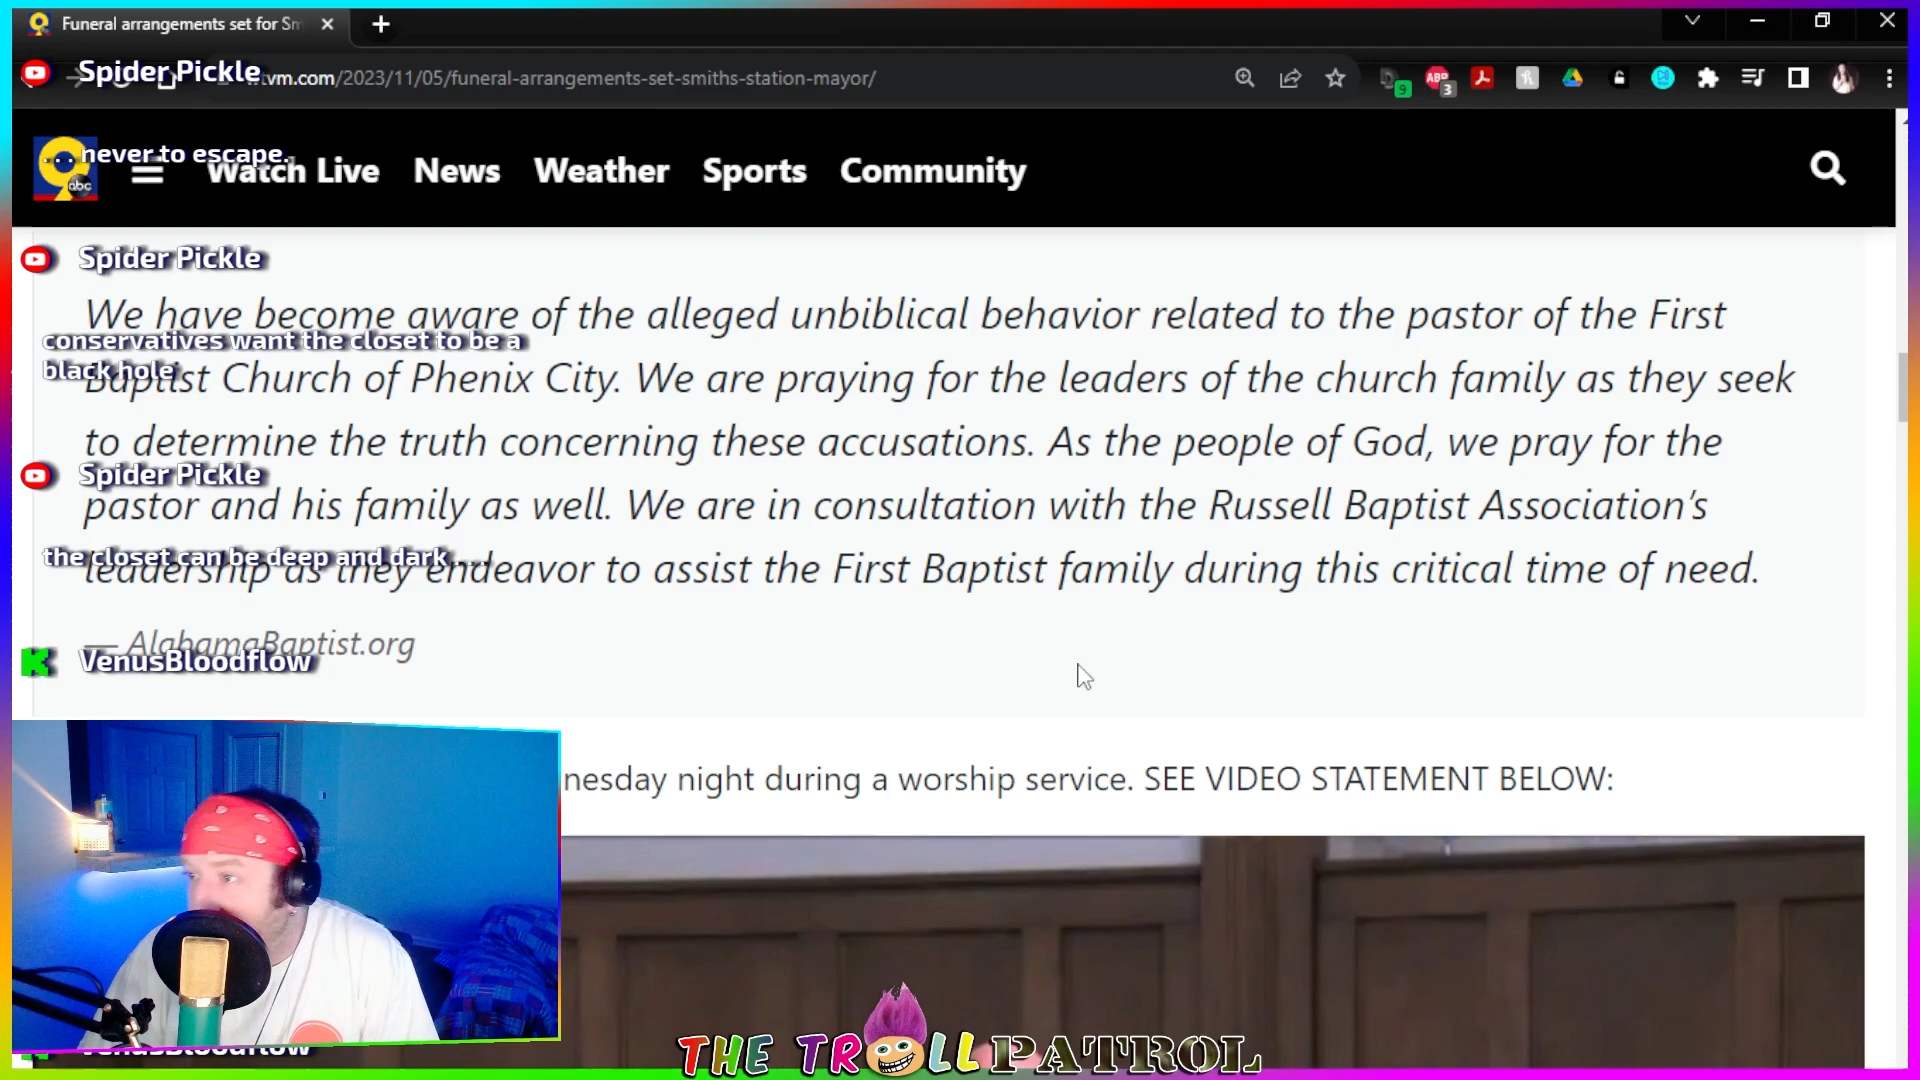 Funeral arrangements set for Sm
Spider Pickle
tvm.com/2023/11/05/funeral-arrangements-set-smiths-station-mayor/
9
ABP
3
... never to escape.
abc
Watch Live News Weather Sports Community
Spider Pickle
We have become aware of the alleged unbiblical behavior related to the pastor of the First
conservatives want the closet to be a
black hole
Baptist Church of Phenix City. We are praying for the leaders of the church family as they seek
to determine the truth concerning these accusations. As the people of God, we pray for the
Spider Pickle
pastor and his family as well. We are in consultation with the Russell Baptist Association's
the closet can be deep and dark.....
leadership as they endeavor to assist the First Baptist family during this critical time of need.
— AlabamaBaptist.org
VenusBloodflow
nesday night during a worship service. SEE VIDEO STATEMENT BELOW:
VenusBloodflow
THE TROLL PATROL